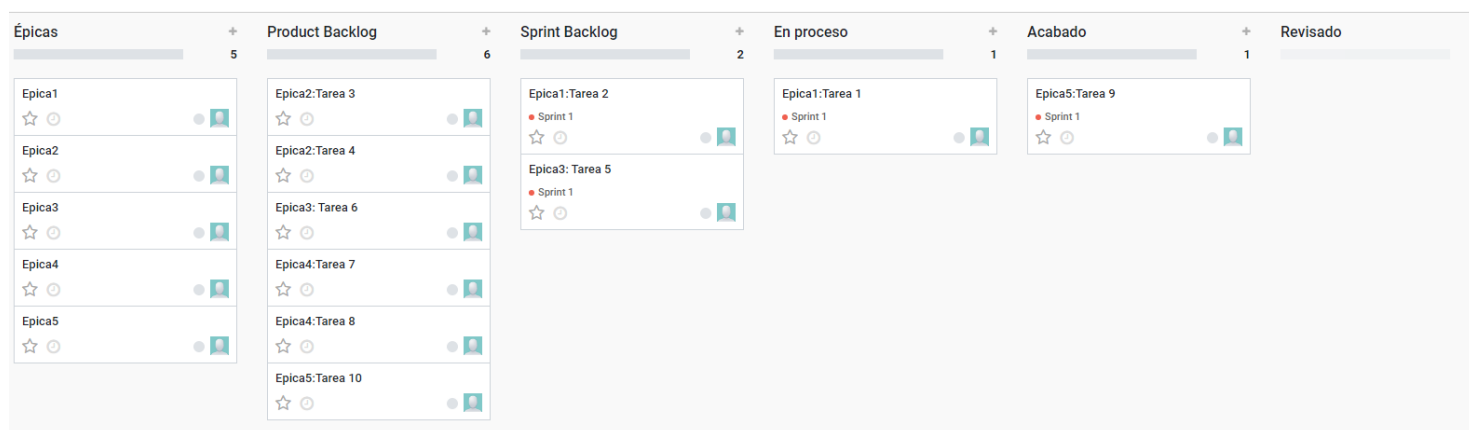 Épicas
5
Epica1
Epica2
Epica3
Epica4
Epica5
Product Backlog
6
Epica2:Tarea 3
Epica2:Tarea 4
Epica3: Tarea 6
Epica4:Tarea 7
Epica4:Tarea 8
Epica5:Tarea 10
Sprint Backlog
2
Epica1:Tarea 2
Sprint 1
Epica3: Tarea 5
Sprint 1
En proceso
1
Epica1:Tarea 1
Sprint 1
Acabado
1
Epica5:Tarea 9
Sprint 1
Revisado